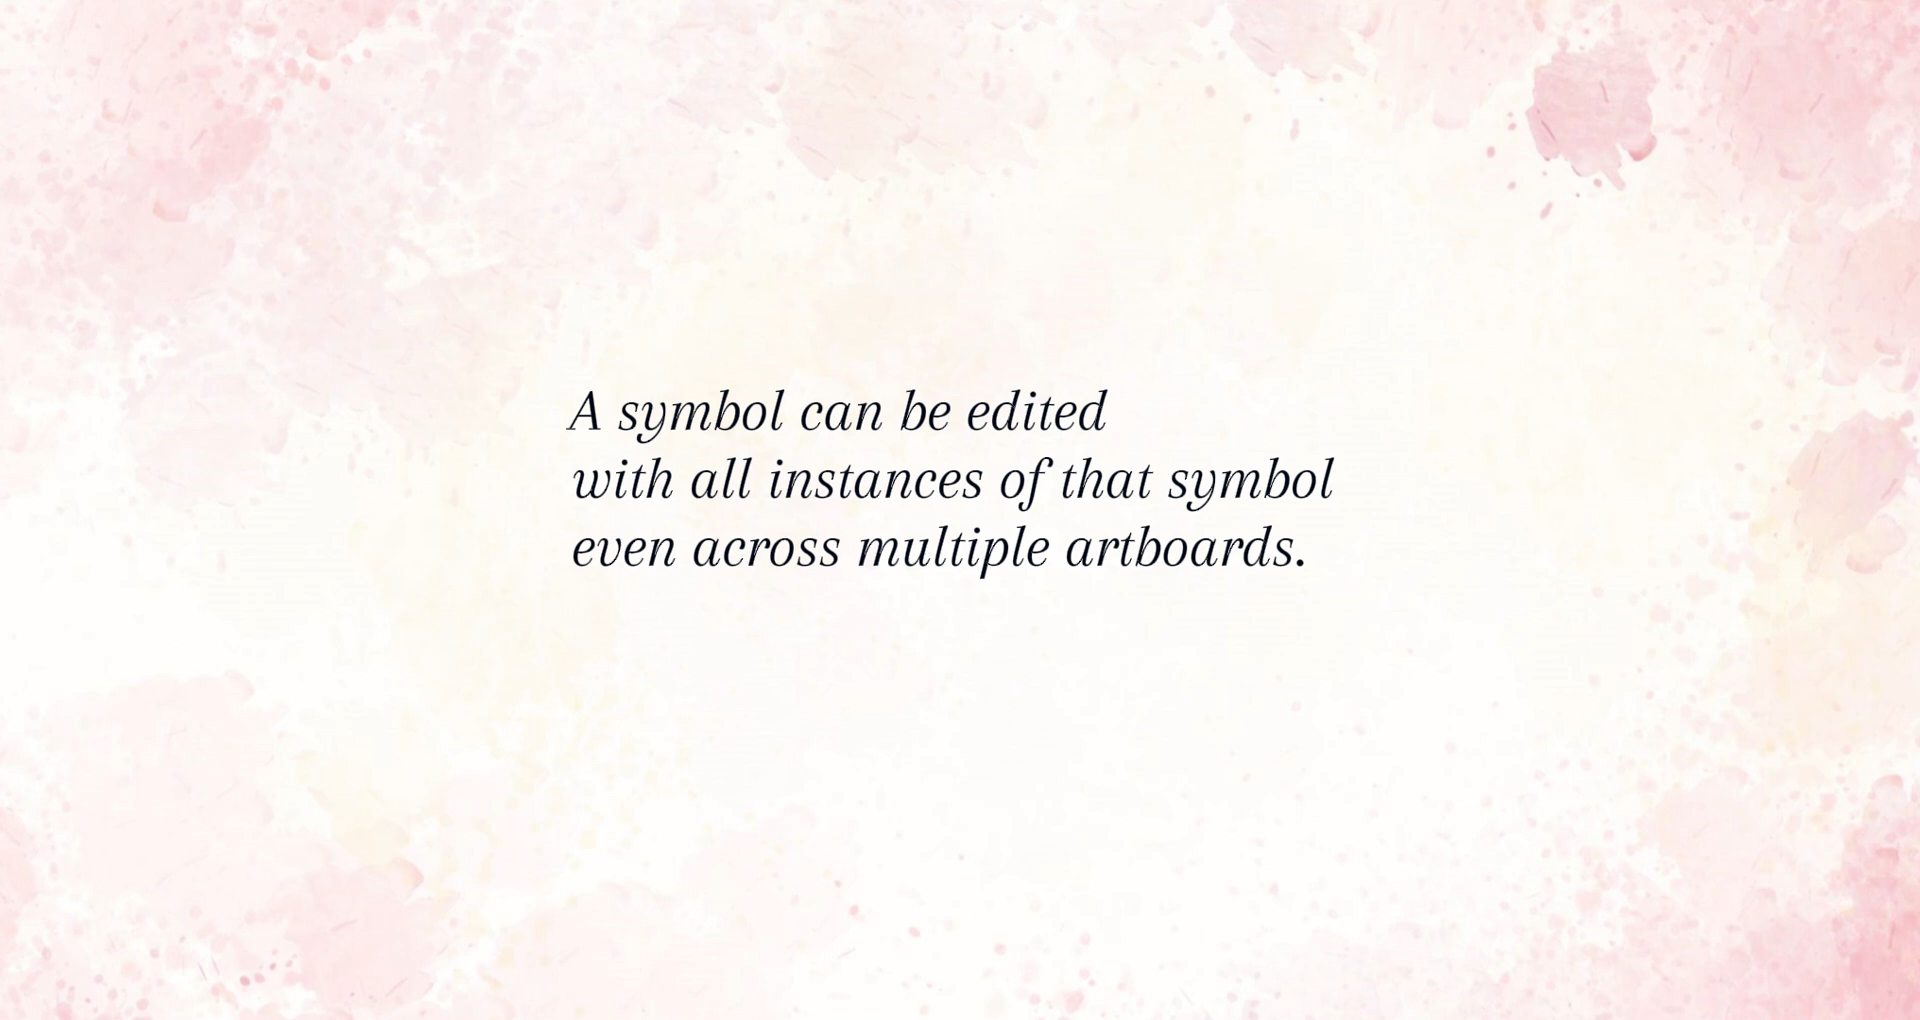 A symbol can be edited
with all instances of that symbol
even across multiple artboards.